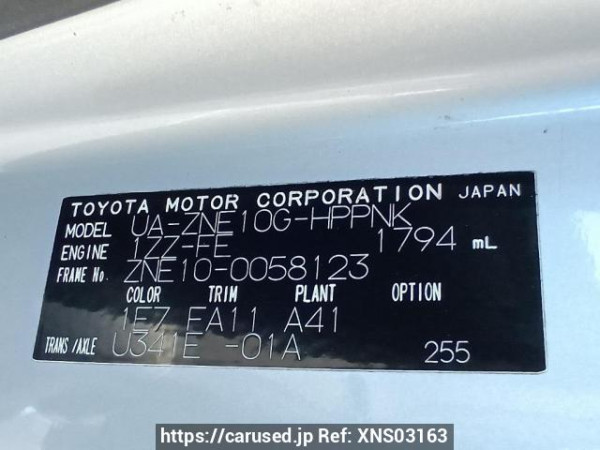 TOYOTA MOTOR CORPORATION JAPAN
MODEL UA-ZNE10G-HPPNK
ENGINE 1ZZ-FE 1794 mL
FRAME No. ZNE10-0058123
COLOR TRIM PLANT OPTION
1E7 FA11 A41
TRANS/AXLE U341E -01A 255
https://carused.jp Ref: XNS03163